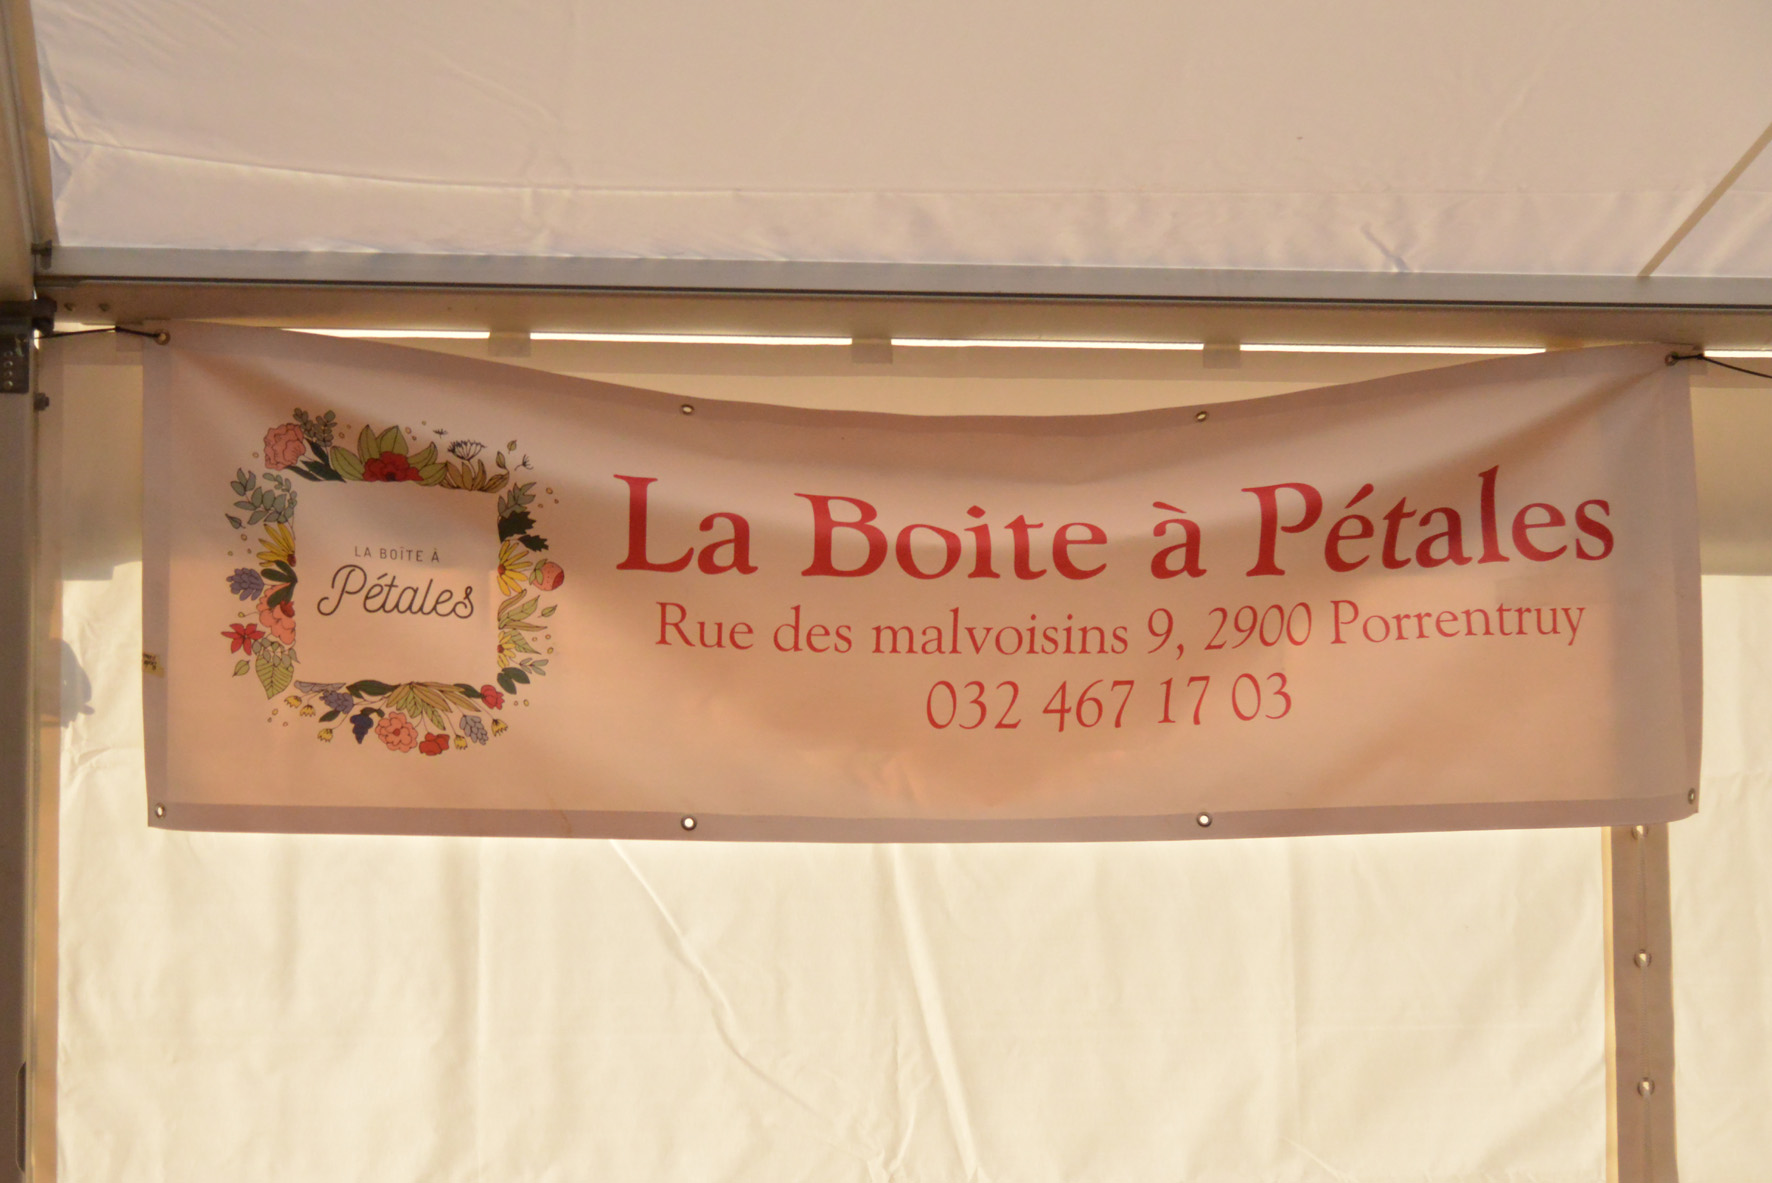 LA BOÎTE À
Pétales
La Boite à Pétales
Rue des malvoisins 9, 2900 Porrentruy
032 467 17 03